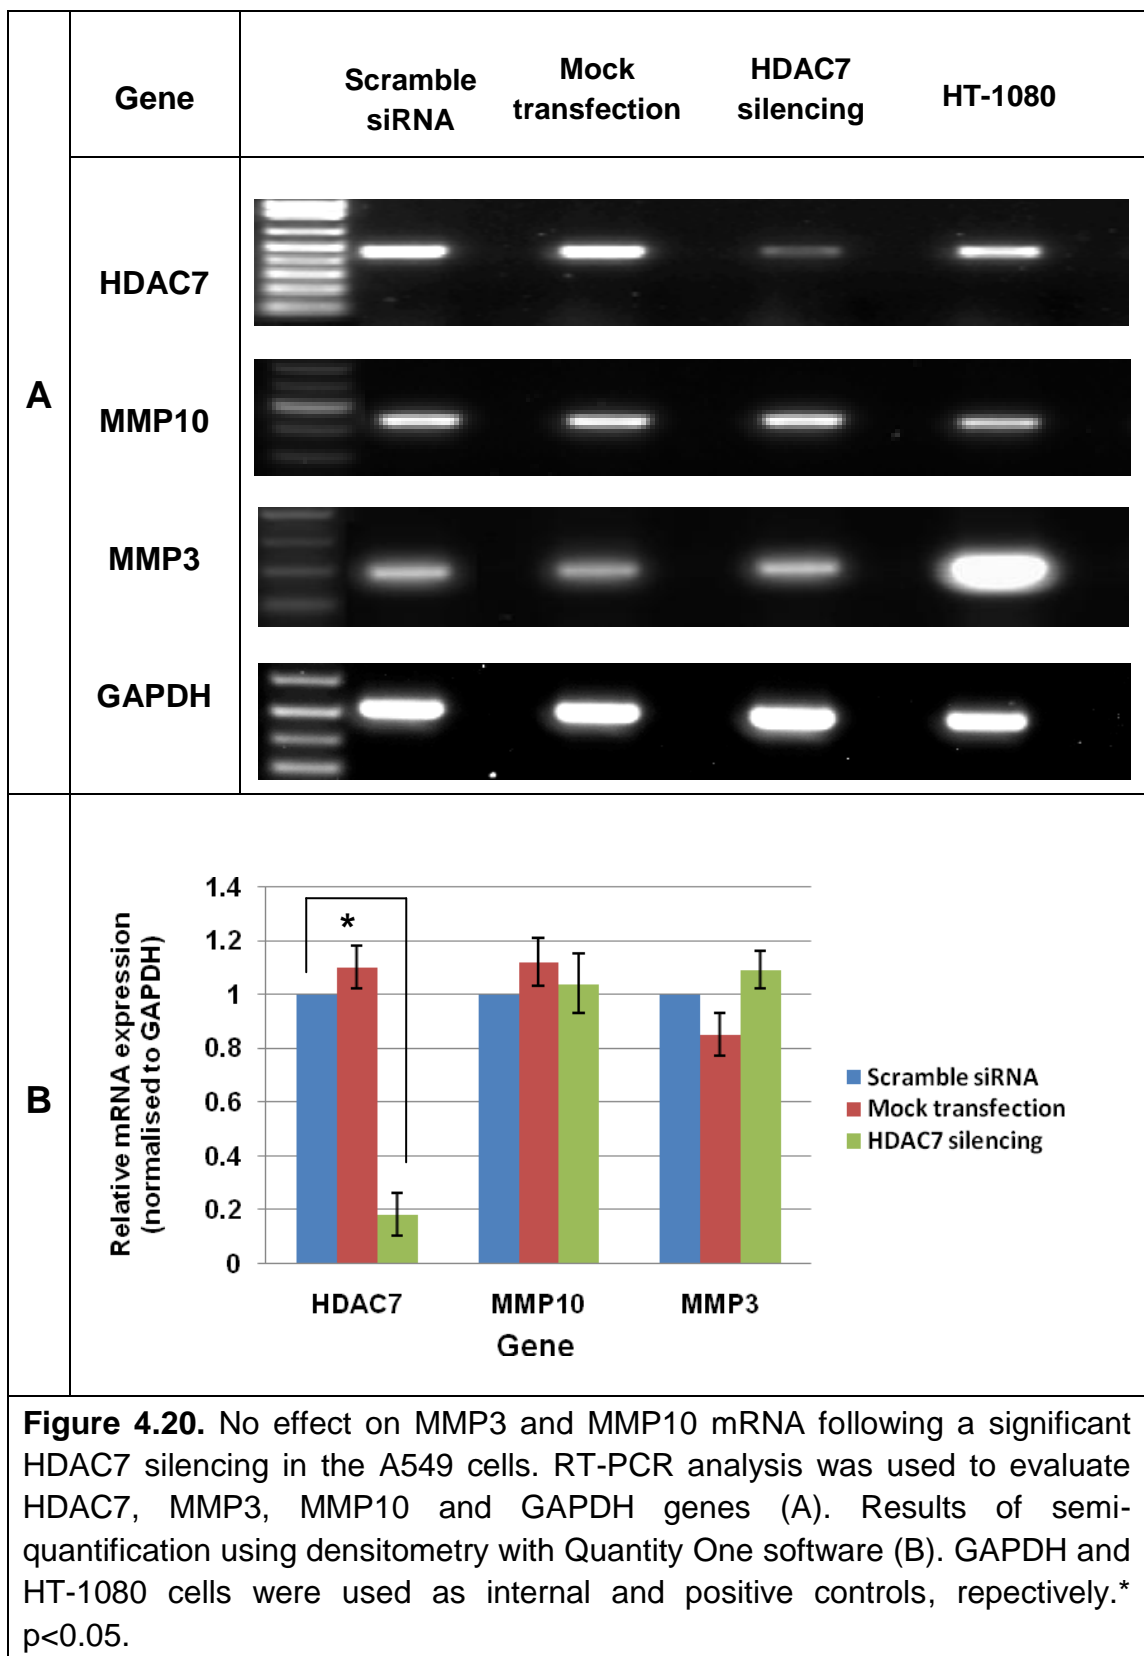 Gene
Scramble siRNA
Mock transfection
HDAC7 silencing
HT-1080
A
HDAC7
MMP10
MMP3
GAPDH
B
Relative mRNA expression
(normalised to GAPDH)
1.4
1.2
1
0.8
0.6
0.4
0.2
0
*
HDAC7 MMP10 MMP3
Gene
Scramble siRNA
Mock transfection
HDAC7 silencing
Figure 4.20. No effect on MMP3 and MMP10 mRNA following a significant
HDAC7 silencing in the A549 cells. RT-PCR analysis was used to evaluate
HDAC7, MMP3, MMP10 and GAPDH genes (A). Results of semi-
quantification using densitometry with Quantity One software (B). GAPDH and
HT-1080 cells were used as internal and positive controls, repectively.*
p<0.05.